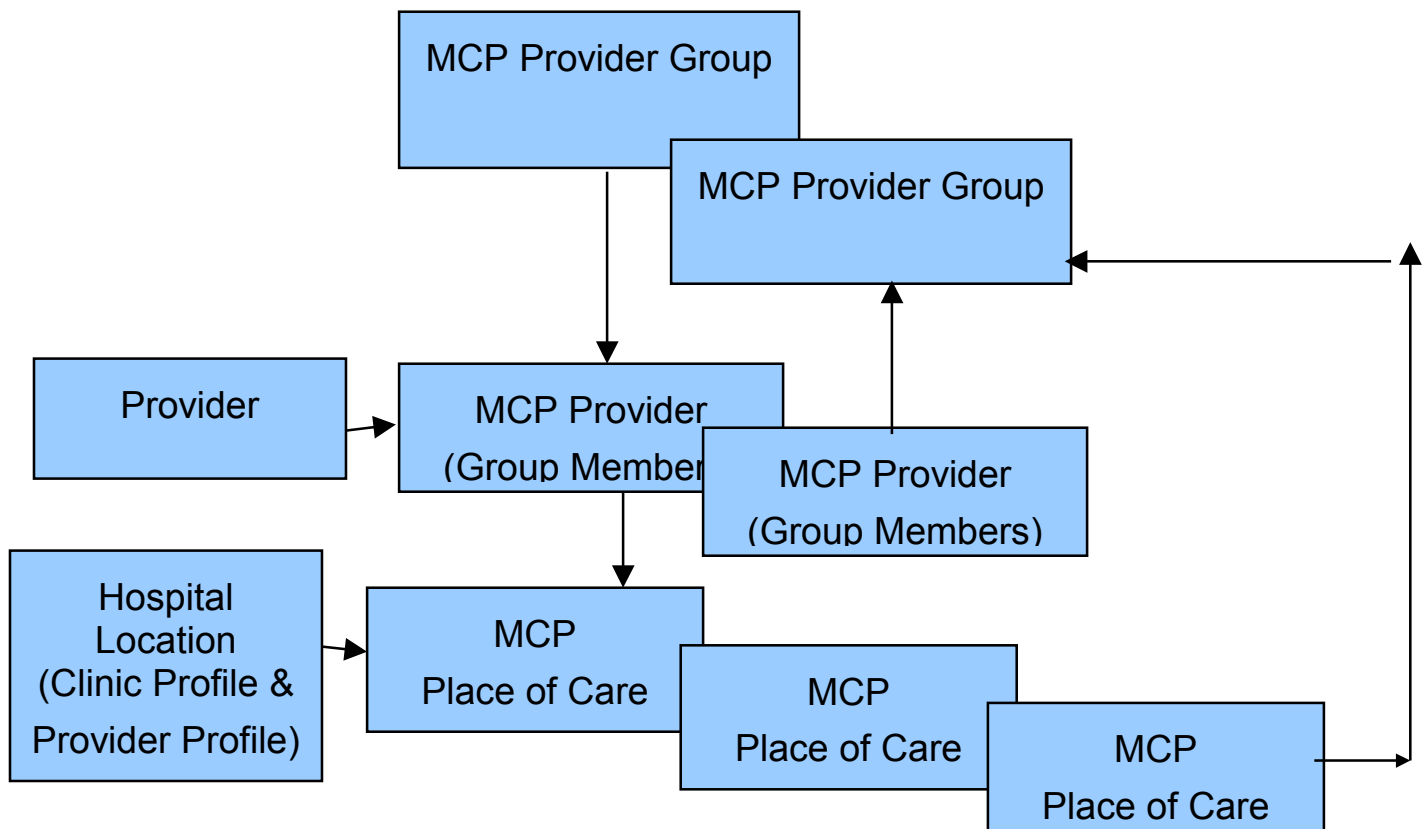 MCP Provider Group
MCP Provider Group
Provider
MCP Provider
(Group Member
MCP Provider
(Group Members)
Hospital
Location
(Clinic Profile &
Provider Profile)
MCP
Place of Care
MCP
Place of Care
MCP
Place of Care